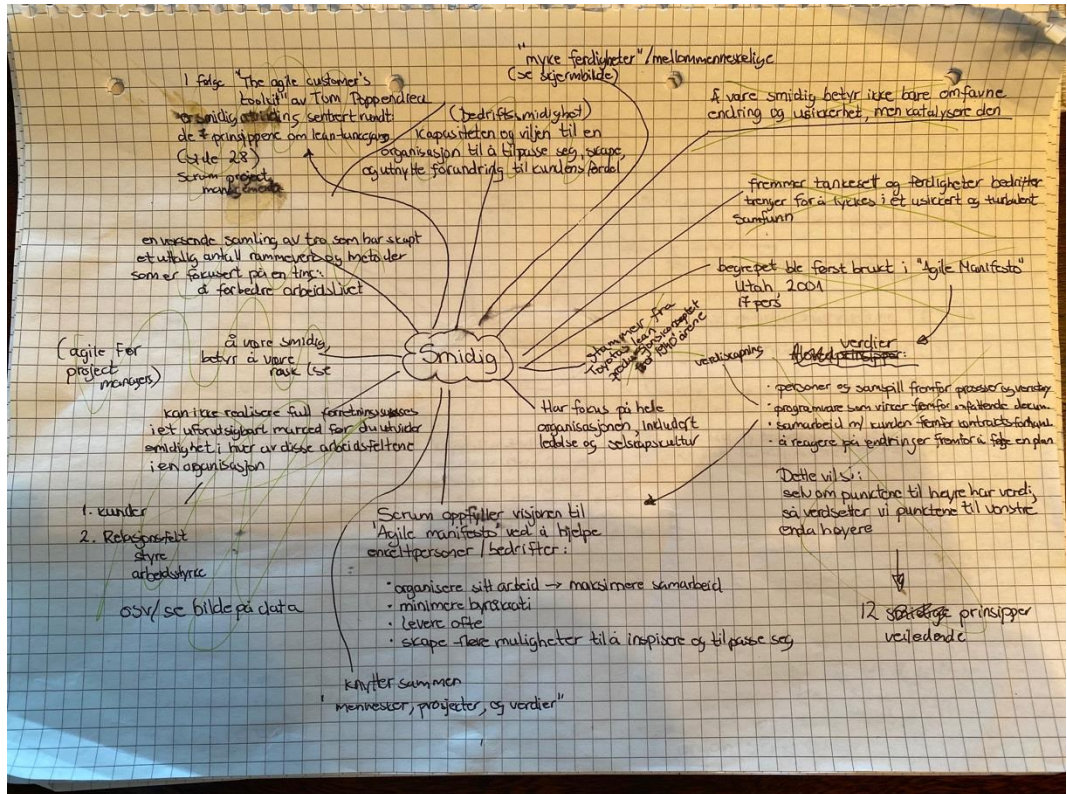 "myke ferdigheter"/mellommenneskelige
(se skjermbilde)
I følge "The agile customer's
toolkit" av Tom Poppendieck
er smidig sentrert rundt
de 7 prinsippene om lean-tankegang
(side 28)
Scrum project
management
(bedriftsmidighet)
Kapasiteten og viljen til en
organisasjon til å tilpasse seg, skape,
og utnytte forundring til kundens fordel
Å være smidig betyr ikke bare omfavne
endring og usikkerhet, men katalysere den
fremmer tankesett og ferdigheter bedrifter
trenger for å lykkes i et usikkert og turbulent
samfunn
en voksende samling av tro som har skapt
et utallig antall rammeverk og metoder
som er fokusert på en ting:
å forbedre arbeidslivet
begrepet ble først brukt i "Agile Manifesto"
Utah 2001
17 pers
(agile for
project
managers)
å være smidig
betyr å være
rask (se
Smidig
stammer fra
Toyotas lean
produksjonskonseptet
1940 årene
verdiskapning
verdier
Hovedprinsipper:
• personer og samspill fremfor prosesser og verktøy
• programvare som virker fremfor omfattende dokum.
• samarbeid m/ kunden fremfor kontraktsforhandl.
• å reagere på endringer fremfor å følge en plan
Dette vil si:
selv om punktene til høyre har verdi,
så verdsetter vi punktene til venstre
enda høyere
12 prinsipper
veiledende
kan ikke realisere full forretningssuksess
i et uforutsigbart marked før du utvider
smidighet i hver av disse arbeidsfeltene
i en organisasjon
1. kunder
2. Relasjonsfelt
styre
arbeidstyrke
osv/se bilde på data
Har fokus på hele
organisasjonen, inkludert
ledelse og selskapskultur
Scrum oppfyller visjonen til
'Agile manifesto' ved å hjelpe
enkeltpersoner/bedrifter:
• organisere sitt arbeid → maksimere samarbeid
• minimere byråkrati
• levere ofte
• skape flere muligheter til å inspisere og tilpasse seg
knytter sammen
"mennesker, prosjekter, og verdier"